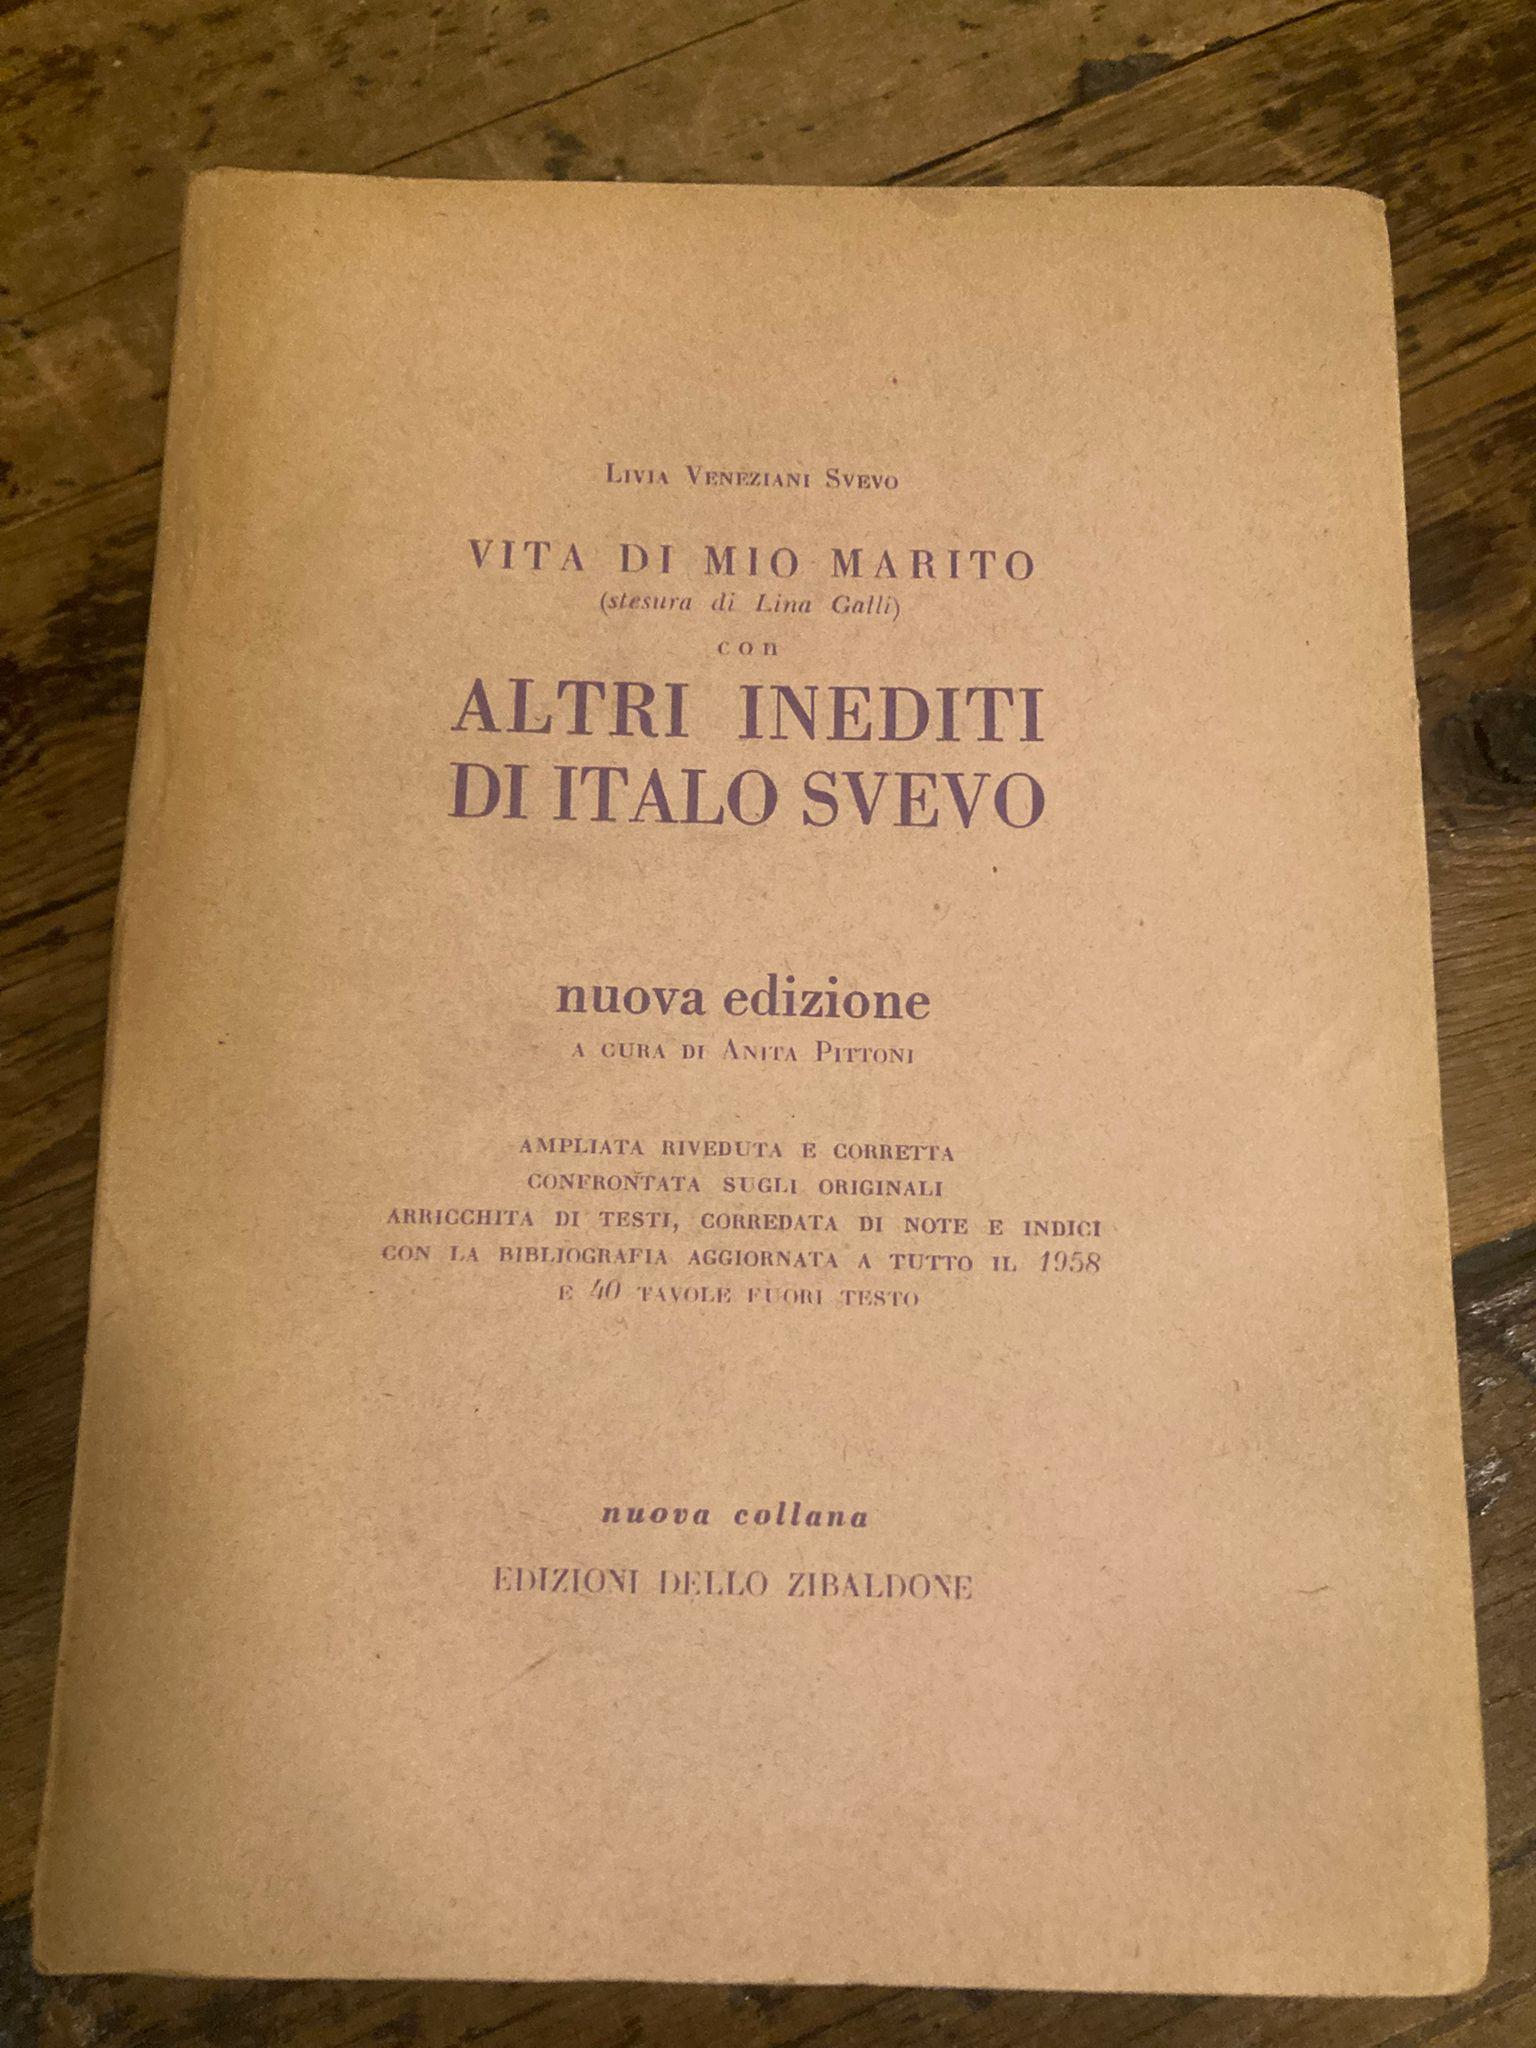 Livia Veneziani Svevo
VITA DI MIO MARITO
(stesura di Lina Galli)
con
ALTRI INEDITI
DI ITALO SVEVO
nuova edizione
A CURA DI ANITA PITTONI
AMPLIATA RIVEDUTA E CORRETTA
CONFRONTATA SUGLI ORIGINALI
ARRICCHITA DI TESTI, CORREDATA DI NOTE E INDICI
CON LA BIBLIOGRAFIA AGGIORNATA A TUTTO IL 1958
E 40 TAVOLE FUORI TESTO
nuova collana
EDIZIONI DELLO ZIBALDONE